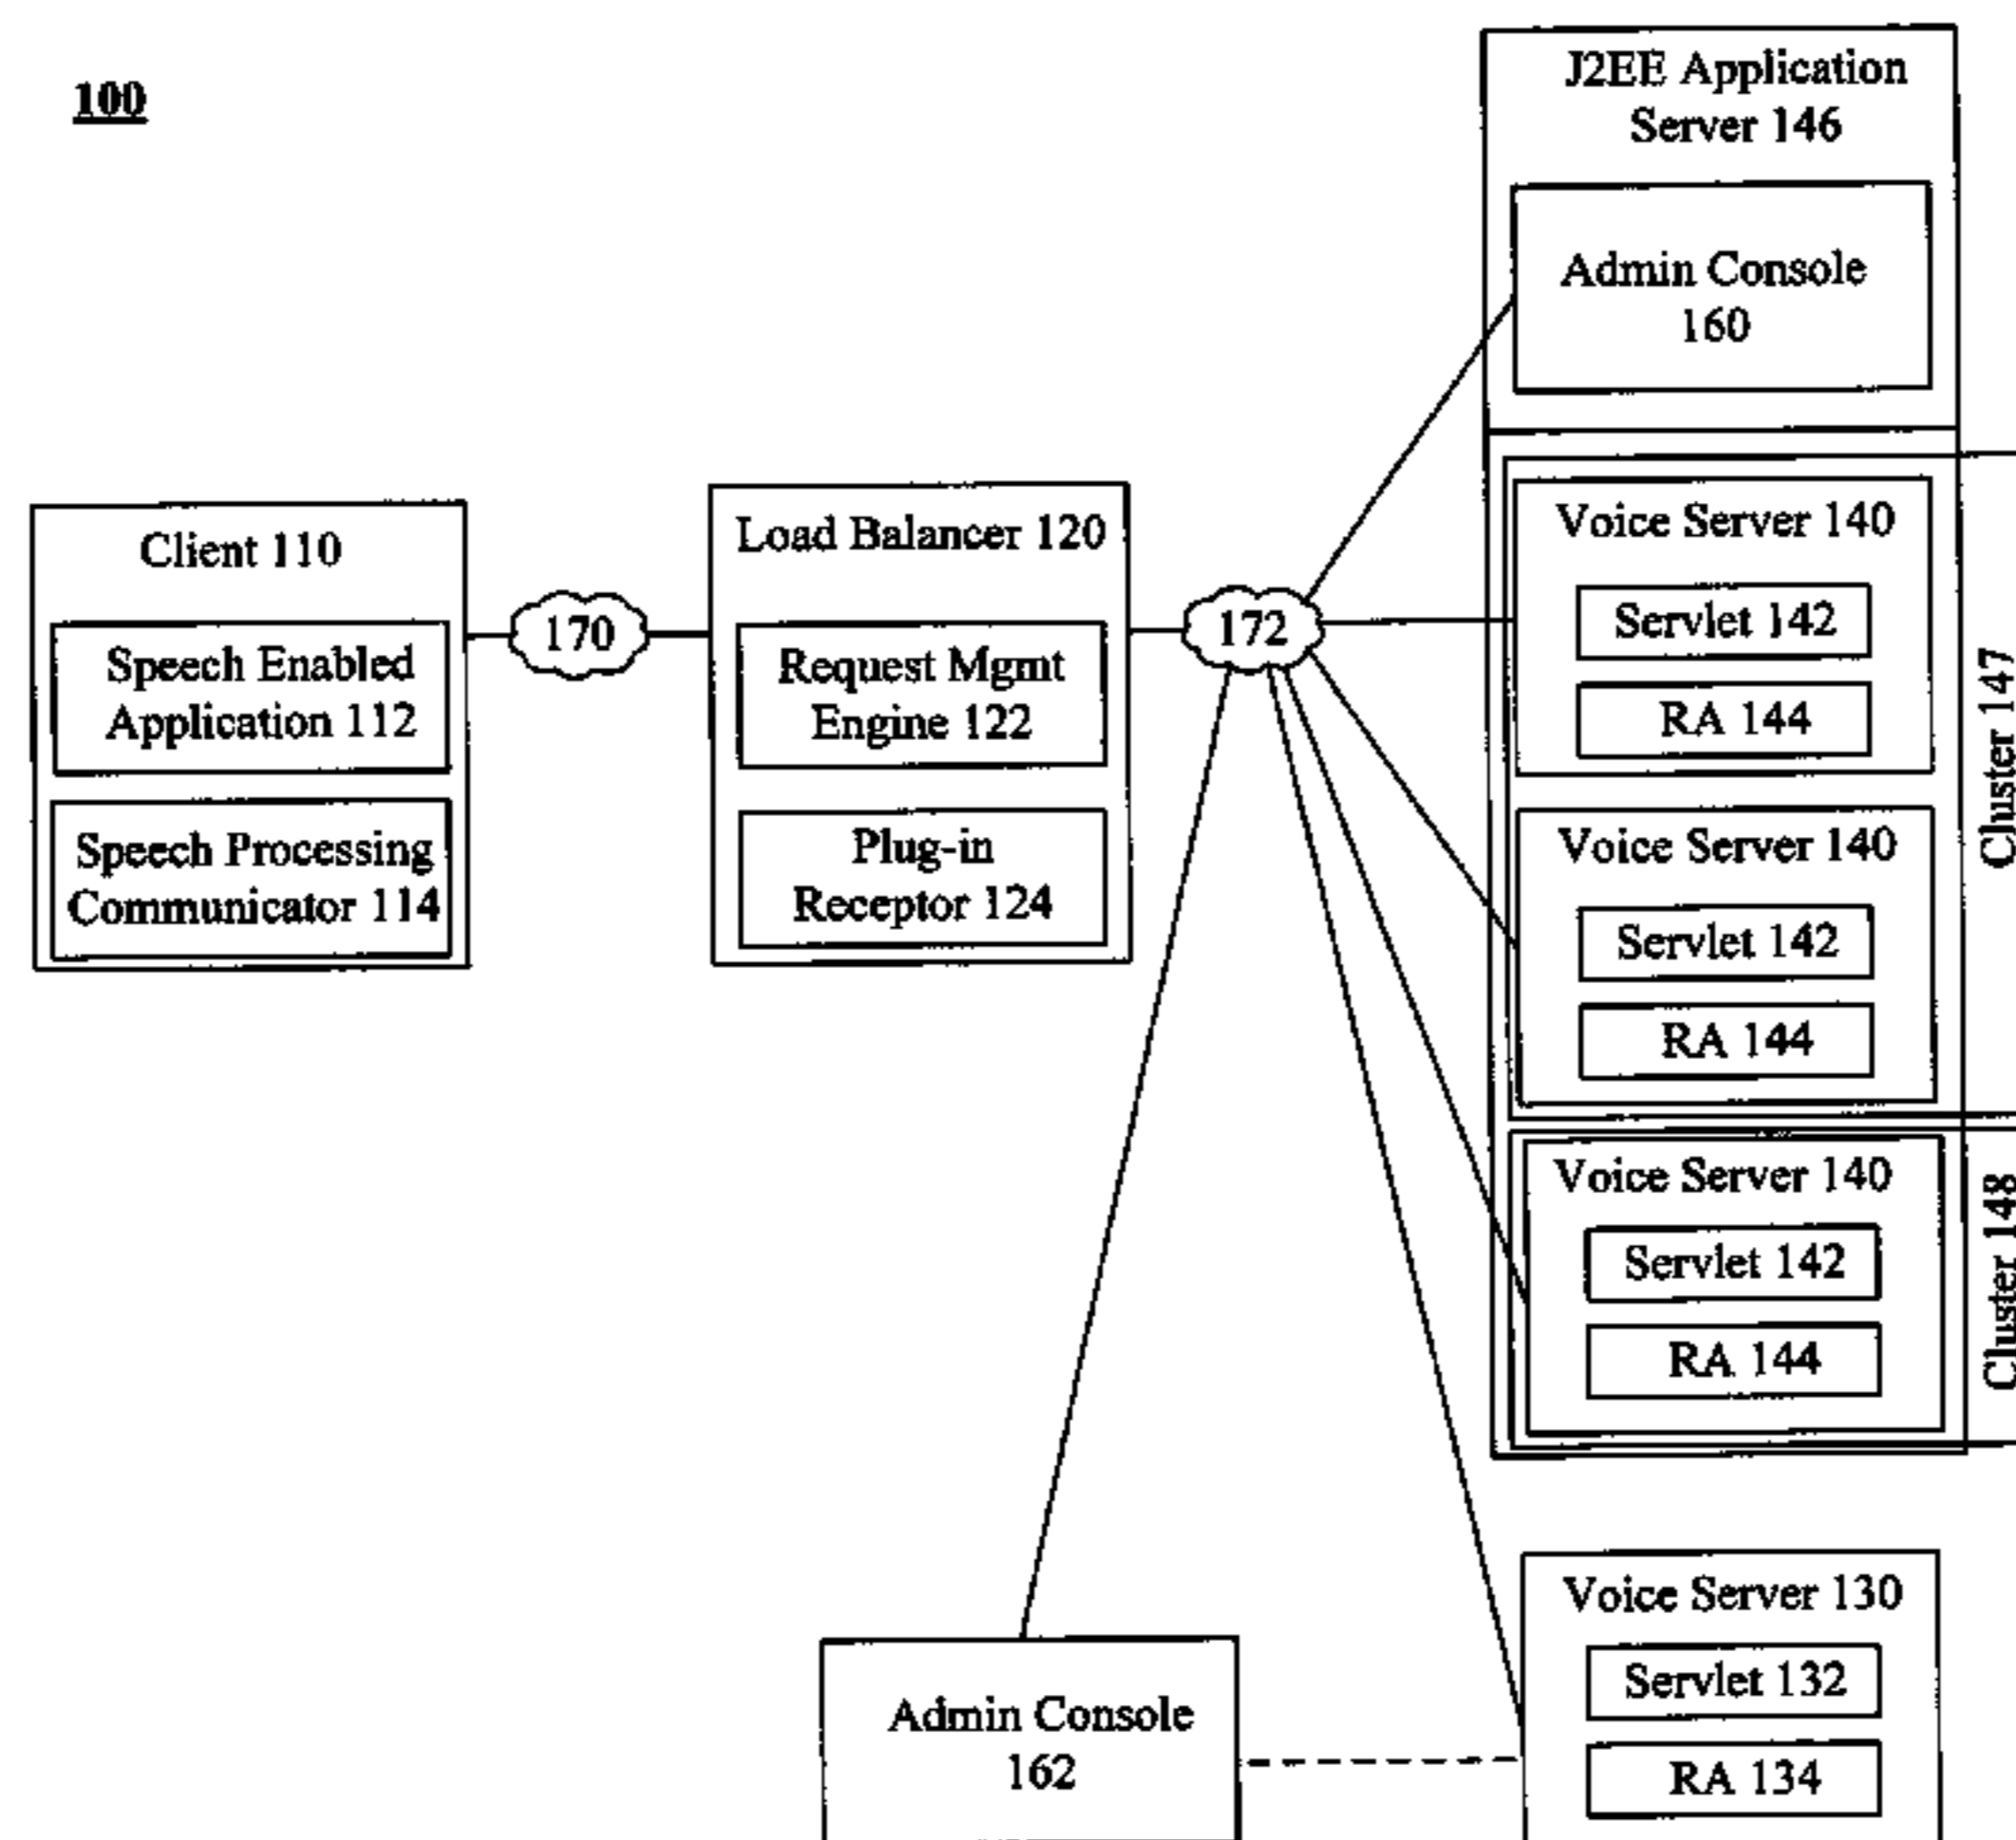 100
J2EE Application
Server 146
Admin Console
160
Client 110
Speech Enabled
Application 112
Speech Processing
Communicator 114
170
Load Balancer 120
Request Mgmt
Engine 122
Plug-in
Receptor 124
172
Voice Server 140
Servlet 142
RA 144
Voice Server 140
Servlet 142
RA 144
Cluster 147
Voice Server 140
Servlet 142
RA 144
Cluster 148
Admin Console
162
Voice Server 130
Servlet 132
RA 134